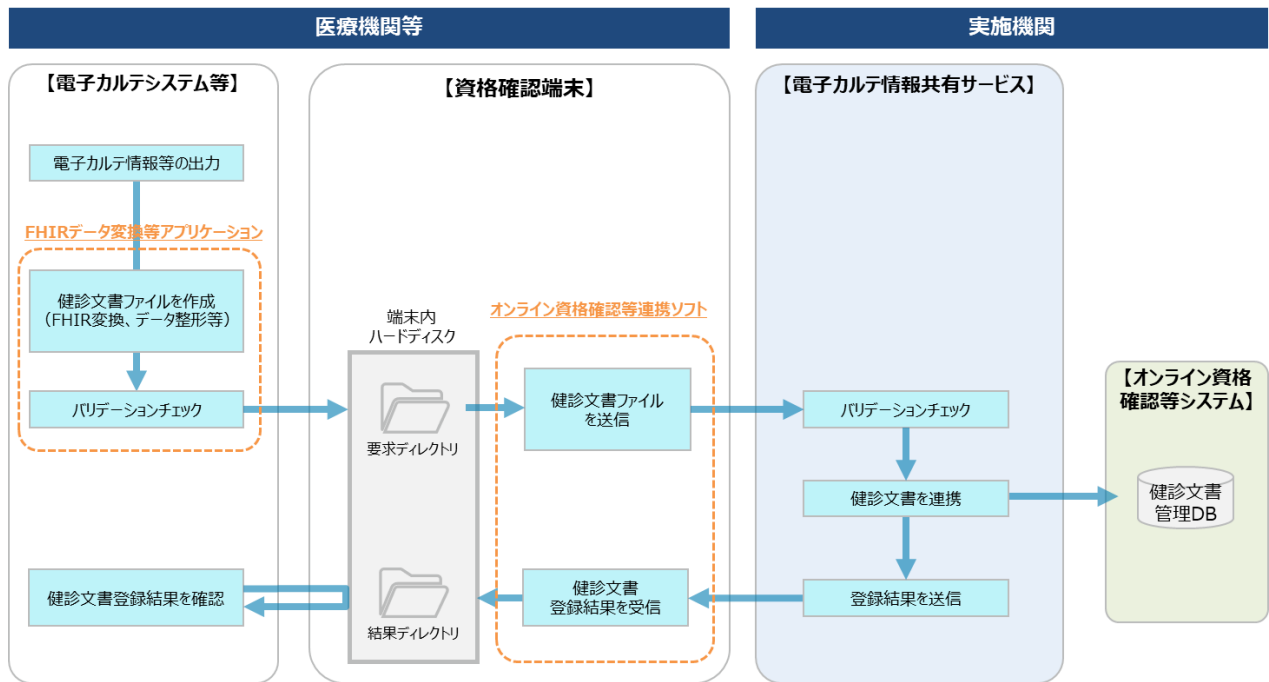 医療機関等
実施機関
【電子カルテシステム等】
電子カルテ情報等の出力
FHIRデータ変換等アプリケーション
健診文書ファイルを作成
（FHIR変換、データ整形等）
バリデーションチェック
健診文書登録結果を確認
【資格確認端末】
端末内
ハードディスク
要求ディレクトリ
結果ディレクトリ
オンライン資格確認等連携ソフト
健診文書ファイル
を送信
健診文書
登録結果を受信
【電子カルテ情報共有サービス】
バリデーションチェック
健診文書を連携
登録結果を送信
【オンライン資格
確認等システム】
健診文書
管理DB